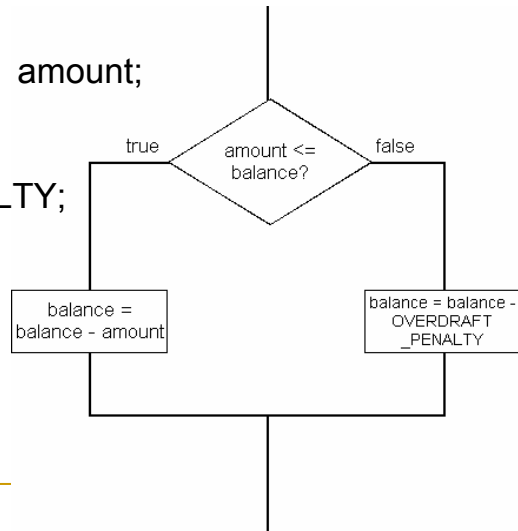 amount;
LTY;
true
amount <=
balance?
false
balance =
balance - amount
balance = balance -
OVERDRAFT
_PENALTY